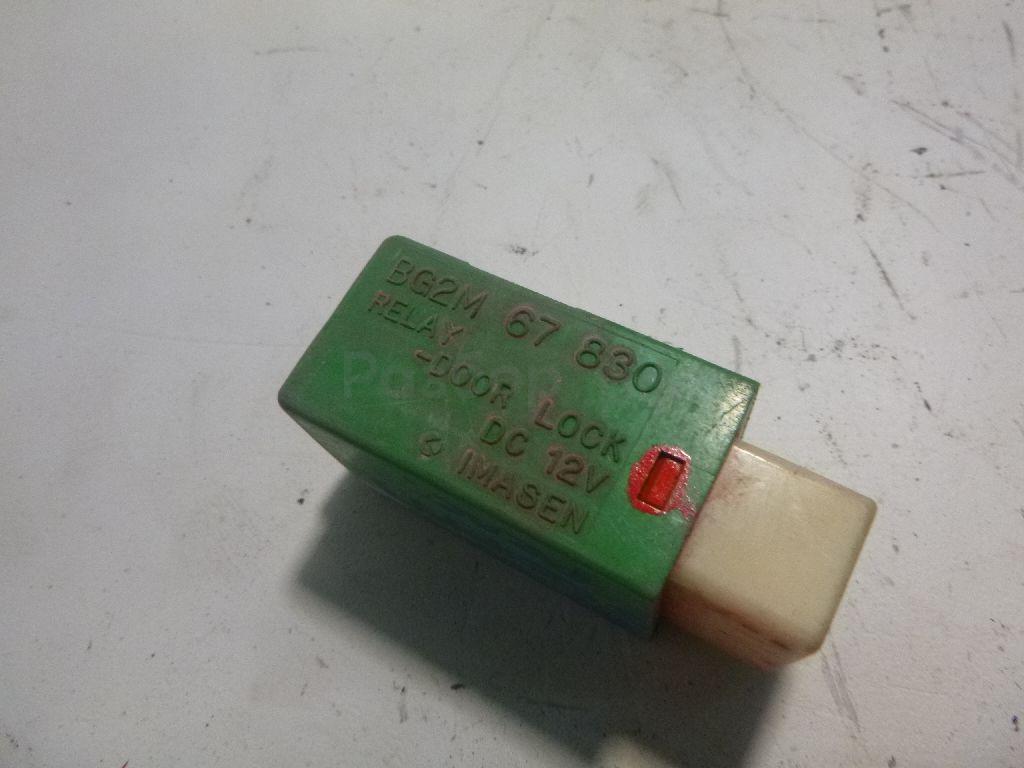 BG2M 67 830
RELAY
-DOOR LOCK
DC 12V
IMASEN